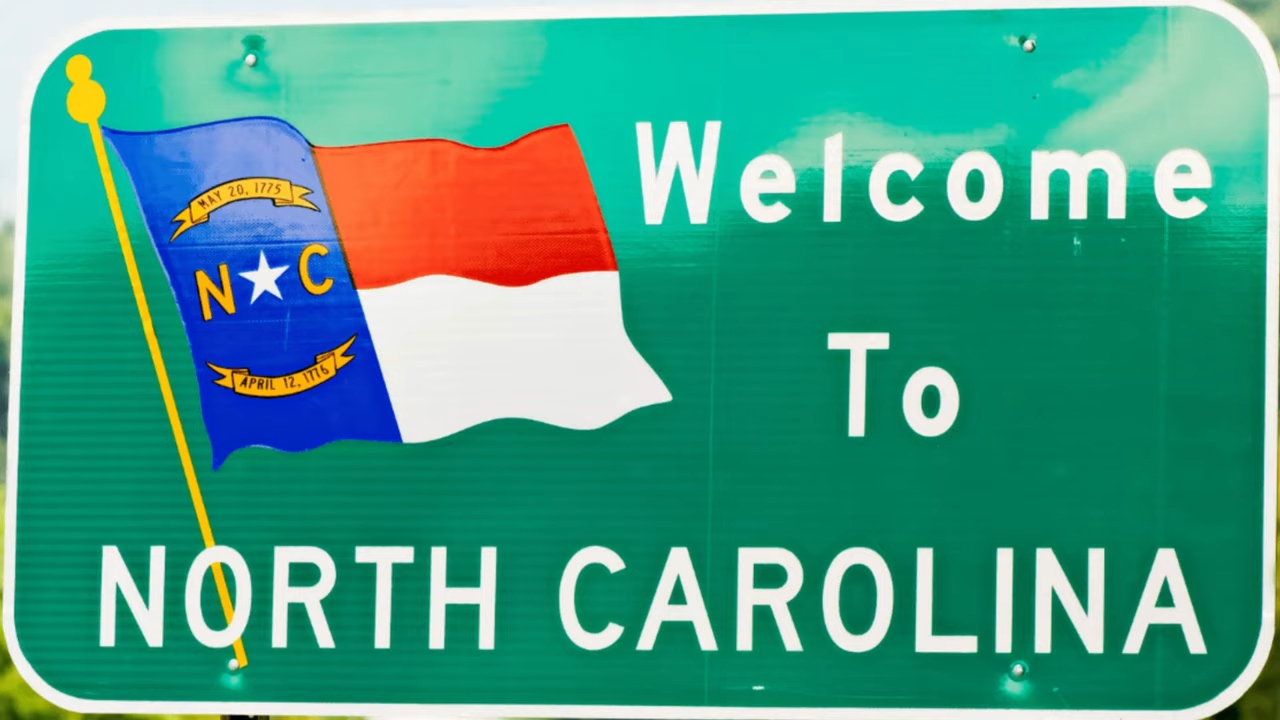 MAY 20, 1775
N C
APRIL 12, 1776
Welcome
To
NORTH CAROLINA